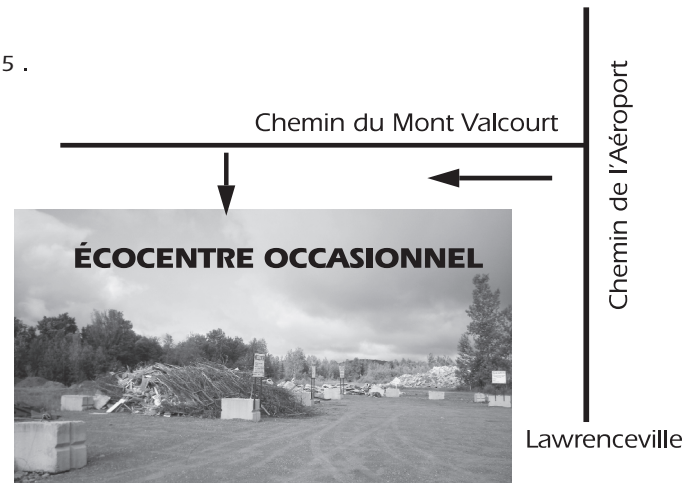 5 .
Chemin du Mont Valcourt
Chemin de l'Aéroport
ÉCOCENTRE OCCASIONNEL
Lawrenceville